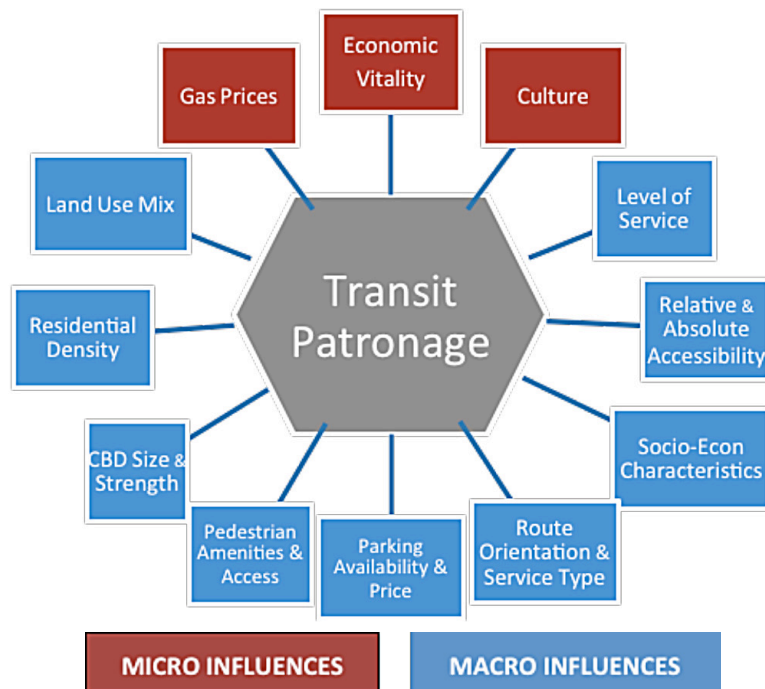 Economic
Vitality
Gas Prices
Culture
Land Use Mix
Level of
Service
Residential
Density
Transit
Patronage
Relative &
Absolute
Accessibility
CBD Size &
Strength
Socio-Econ
Characteristics
Pedestrian
Amenities &
Access
Parking
Availability &
Price
Route
Orientation &
Service Type
MICRO INFLUENCES
MACRO INFLUENCES